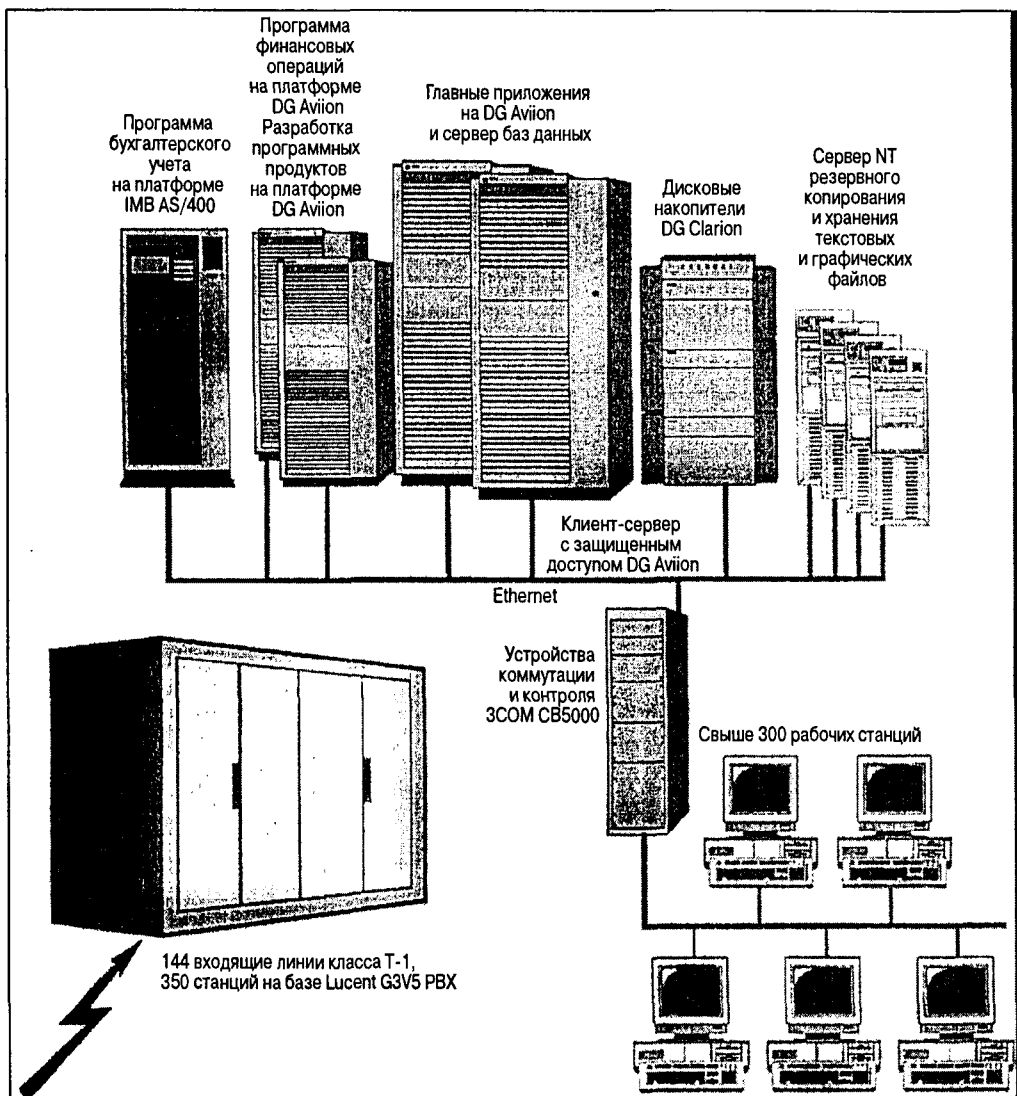 Программа
финансовых
операций
на платформе
DG Aviion
Разработка
программных
продуктов
на платформе
DG Aviion
Программа
бухгалтерского
учета
на платформе
IMB AS/400
Главные приложения
на DG Aviion
и сервер баз данных
Дисковые
накопители
DG Clarion
Сервер NT
резервного
копирования
и хранения
текстовых
и графических
файлов
Клиент-сервер
с защищенным
доступом DG Aviion
Ethernet
Устройства
коммутации
и контроля
3COM CB5000
Свыше 300 рабочих станций
144 входящие линии класса Т-1,
350 станций на базе Lucent G3V5 PBX